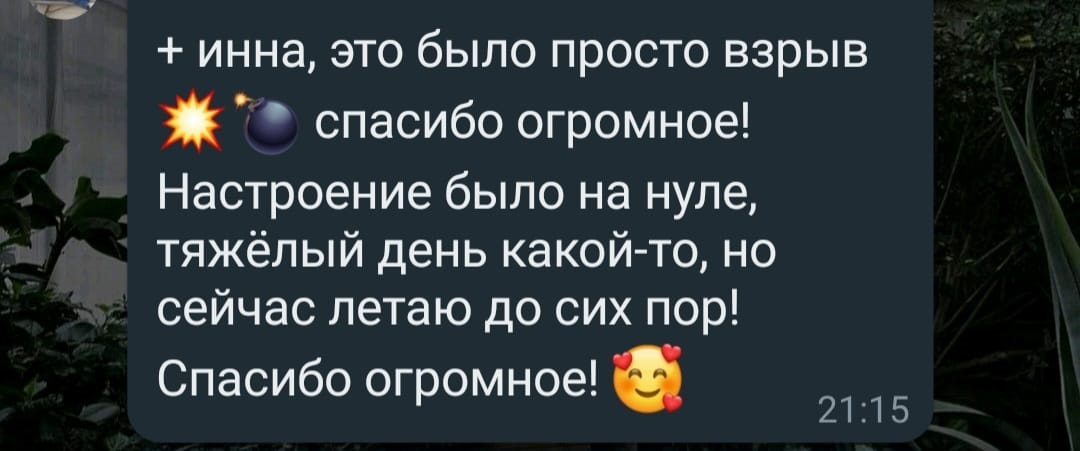 + инна, это было просто взрыв
💥💣 спасибо огромное!
Настроение было на нуле,
тяжёлый день какой-то, но
сейчас летаю до сих пор!
Спасибо огромное!🥰
21:15